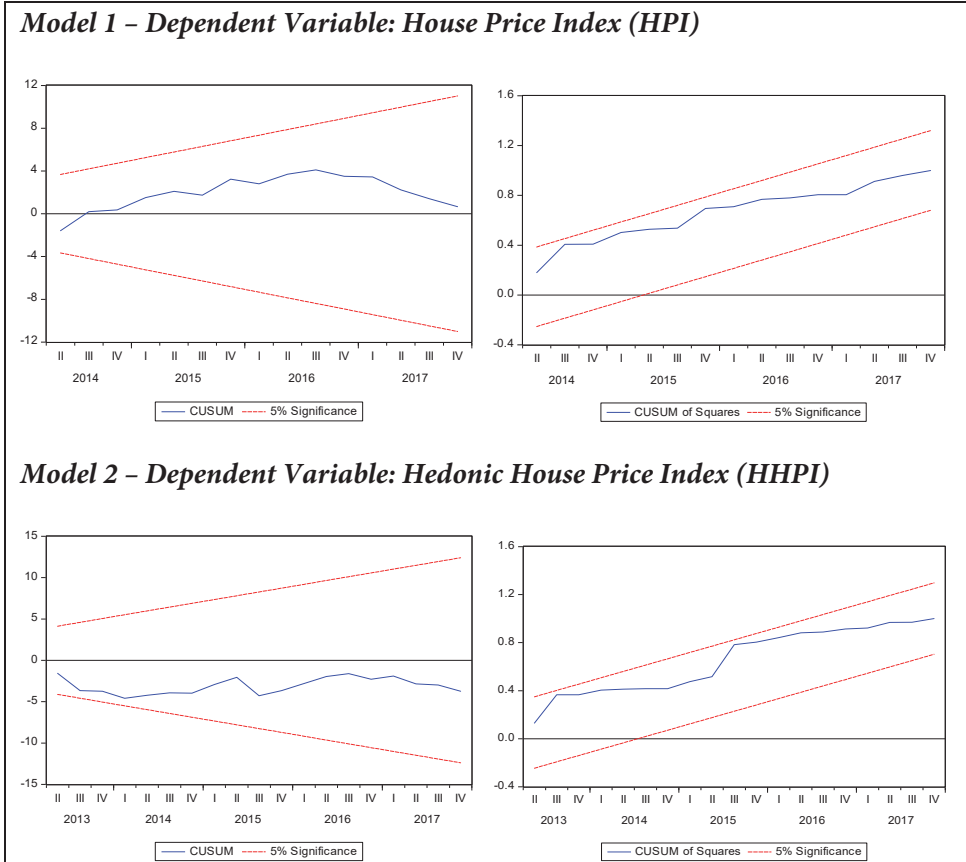 Model 1 – Dependent Variable: House Price Index (HPI)
12
8
4
0
-4
-8
-12
II III IV I II III IV I II III IV I II III IV
2014 2015 2016 2017
CUSUM 5% Significance
1.6
1.2
0.8
0.4
0.0
-0.4
II III IV I II III IV I II III IV I II III IV
2014 2015 2016 2017
CUSUM of Squares 5% Significance
Model 2 – Dependent Variable: Hedonic House Price Index (HHPI)
15
10
5
0
-5
-10
-15
II III IV I II III IV I II III IV I II III IV I II III IV
2013 2014 2015 2016 2017
CUSUM 5% Significance
1.6
1.2
0.8
0.4
0.0
-0.4
II III IV I II III IV I II III IV I II III IV I II III IV
2013 2014 2015 2016 2017
CUSUM of Squares 5% Significance